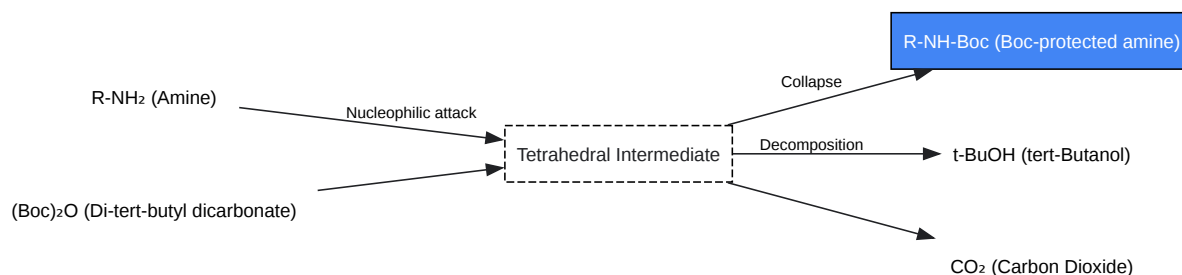 R-NH-Boc (Boc-protected amine)
Collapse
R-NH₂ (Amine)
Nucleophilic attack
Tetrahedral Intermediate
Decomposition
t-BuOH (tert-Butanol)
(Boc)₂O (Di-tert-butyl dicarbonate)
CO₂ (Carbon Dioxide)